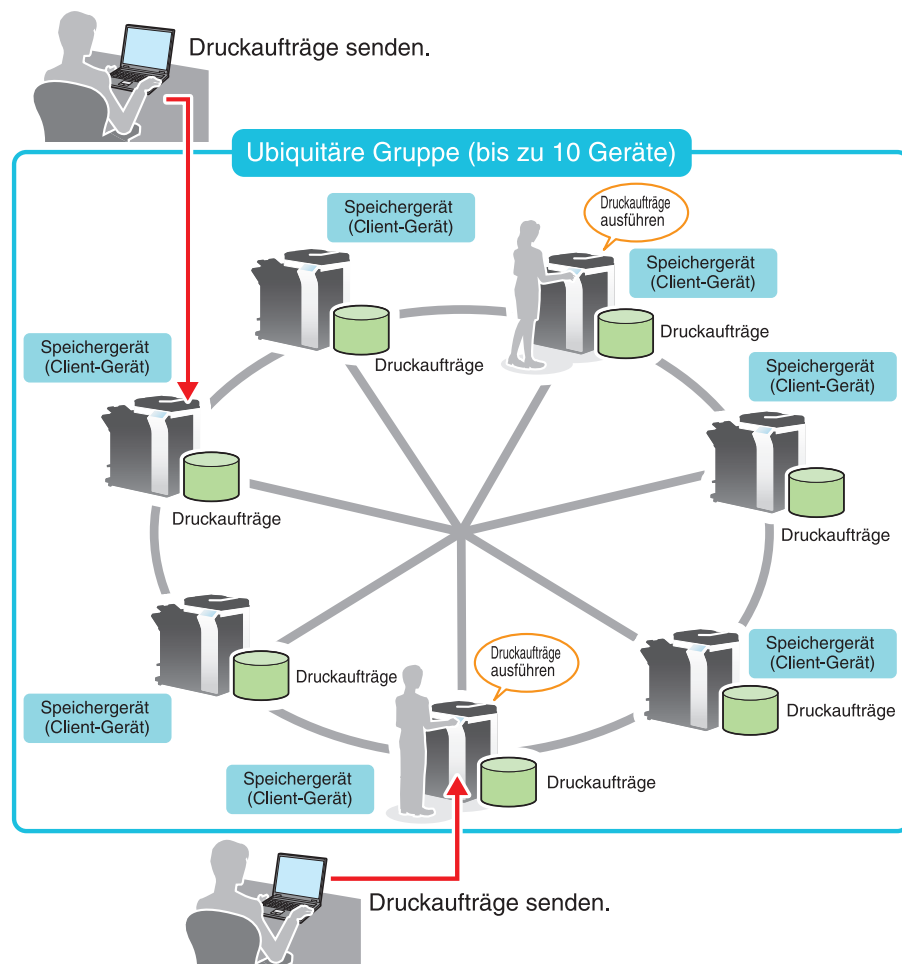 Druckaufträge senden.
Ubiquitäre Gruppe (bis zu 10 Geräte)
Speichergerät
(Client-Gerät)
Druckaufträge
ausführen
Speichergerät
(Client-Gerät)
Druckaufträge
Druckaufträge
Speichergerät
(Client-Gerät)
Speichergerät
(Client-Gerät)
Druckaufträge
Druckaufträge
Speichergerät
(Client-Gerät)
Druckaufträge
ausführen
Druckaufträge
Speichergerät
(Client-Gerät)
Druckaufträge
Speichergerät
(Client-Gerät)
Druckaufträge
Druckaufträge senden.